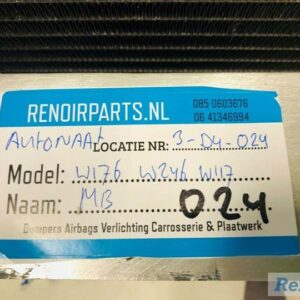 RENOIRPARTS.NL
085 0603676
06 41346994
AUTOMAAT
LOCATIE NR: 3-D4-024
Model: W176 W246 W117
Naam: MB 024
Bumpers Airbags Verlichting Carrosserie & Plaatwerk